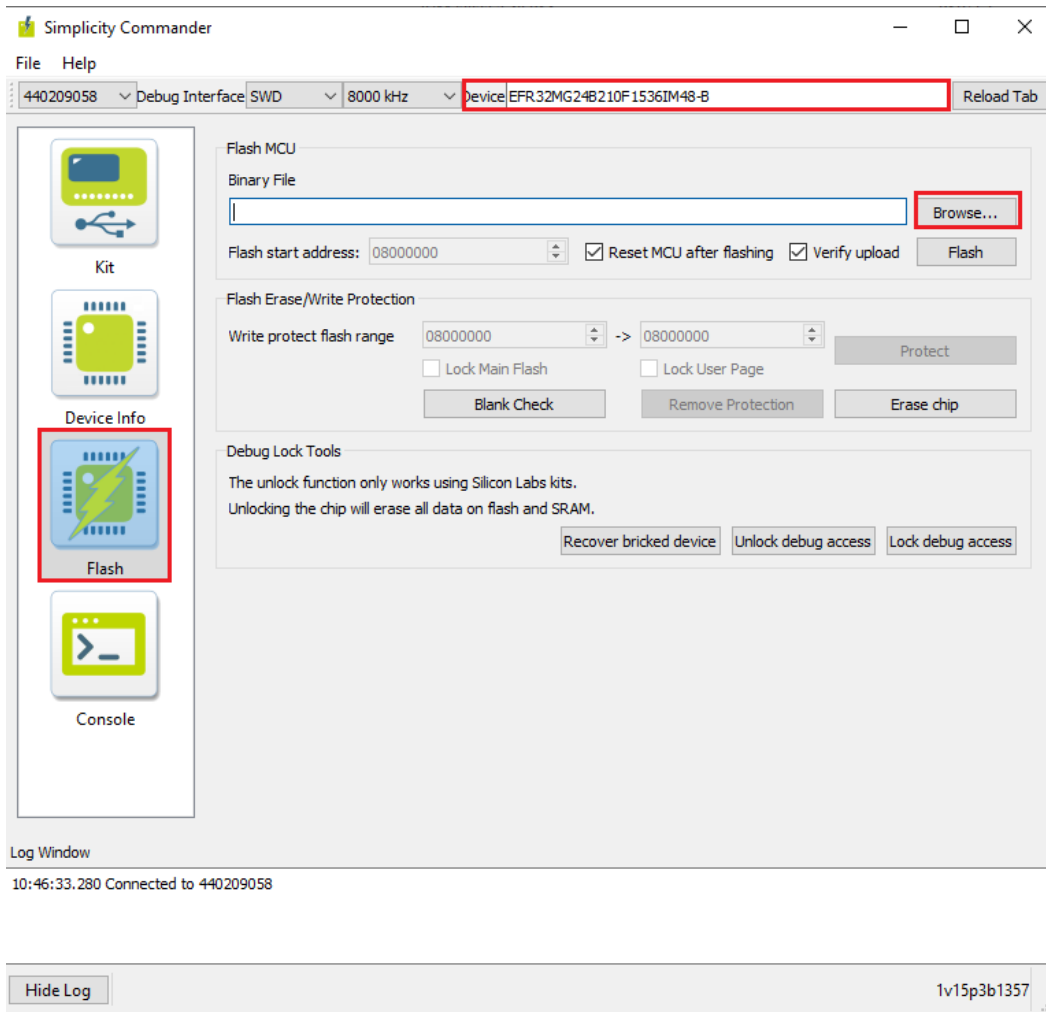 Simplicity Commander
File Help
440209058 Debug Interface SWD 8000 kHz Device EFR32MG24B210F1536IM48-B Reload Tab
Kit
Device Info
Flash
Console
Flash MCU
Binary File
Browse...
Flash start address: 08000000 Reset MCU after flashing Verify upload Flash
Flash Erase/Write Protection
Write protect flash range 08000000 -> 08000000 Protect
Lock Main Flash Lock User Page
Blank Check Remove Protection Erase chip
Debug Lock Tools
The unlock function only works using Silicon Labs kits.
Unlocking the chip will erase all data on flash and SRAM.
Recover bricked device Unlock debug access Lock debug access
Log Window
10:46:33.280 Connected to 440209058
Hide Log 1v15p3b1357